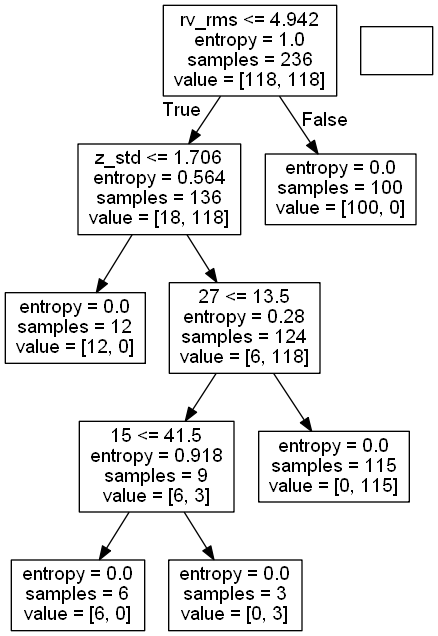 rv_rms <= 4.942
entropy = 1.0
samples = 236
value = [118, 118]
True
False
z_std <= 1.706
entropy = 0.564
samples = 136
value = [18, 118]
entropy = 0.0
samples = 100
value = [100, 0]
entropy = 0.0
samples = 12
value = [12, 0]
27 <= 13.5
entropy = 0.28
samples = 124
value = [6, 118]
15 <= 41.5
entropy = 0.918
samples = 9
value = [6, 3]
entropy = 0.0
samples = 115
value = [0, 115]
entropy = 0.0
samples = 6
value = [6, 0]
entropy = 0.0
samples = 3
value = [0, 3]